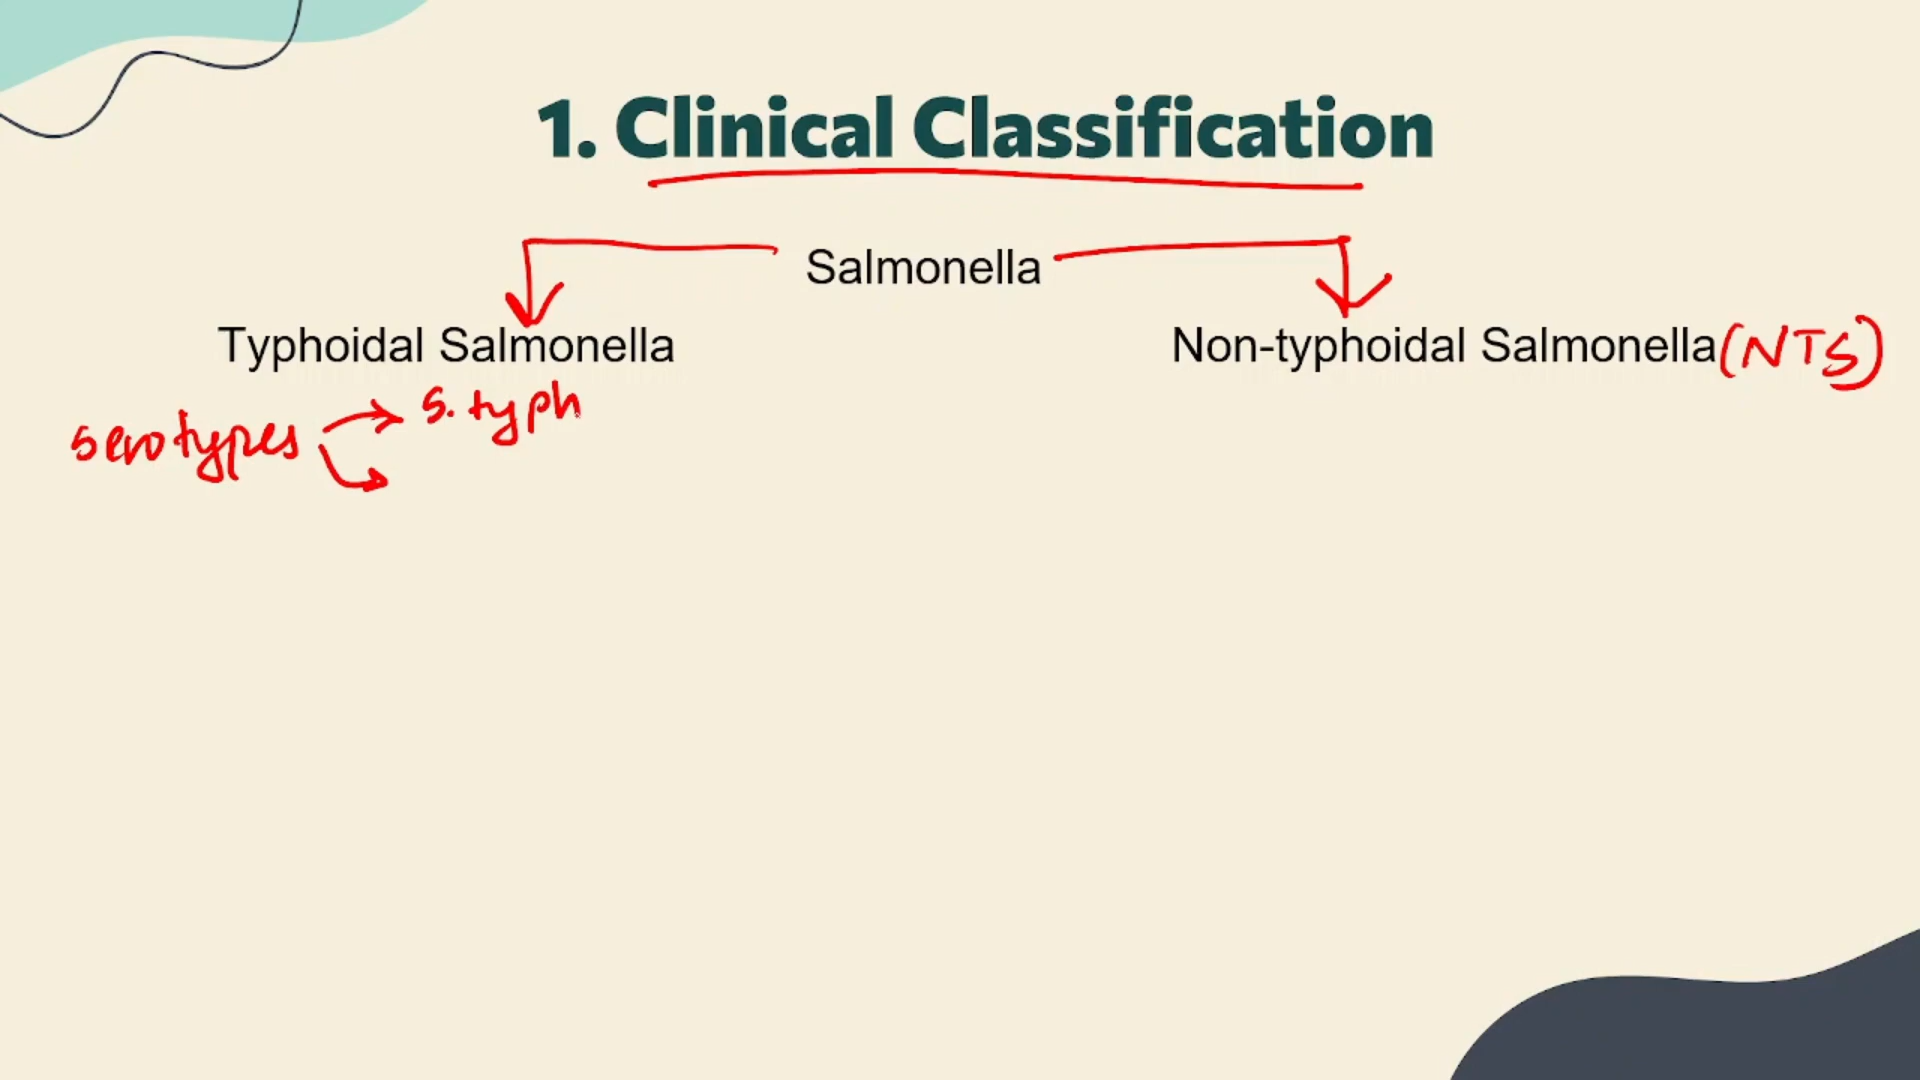 1. Clinical Classification
Salmonella
Typhoidal Salmonella
Non-typhoidal Salmonella (NTS)
serotypes
S. typh